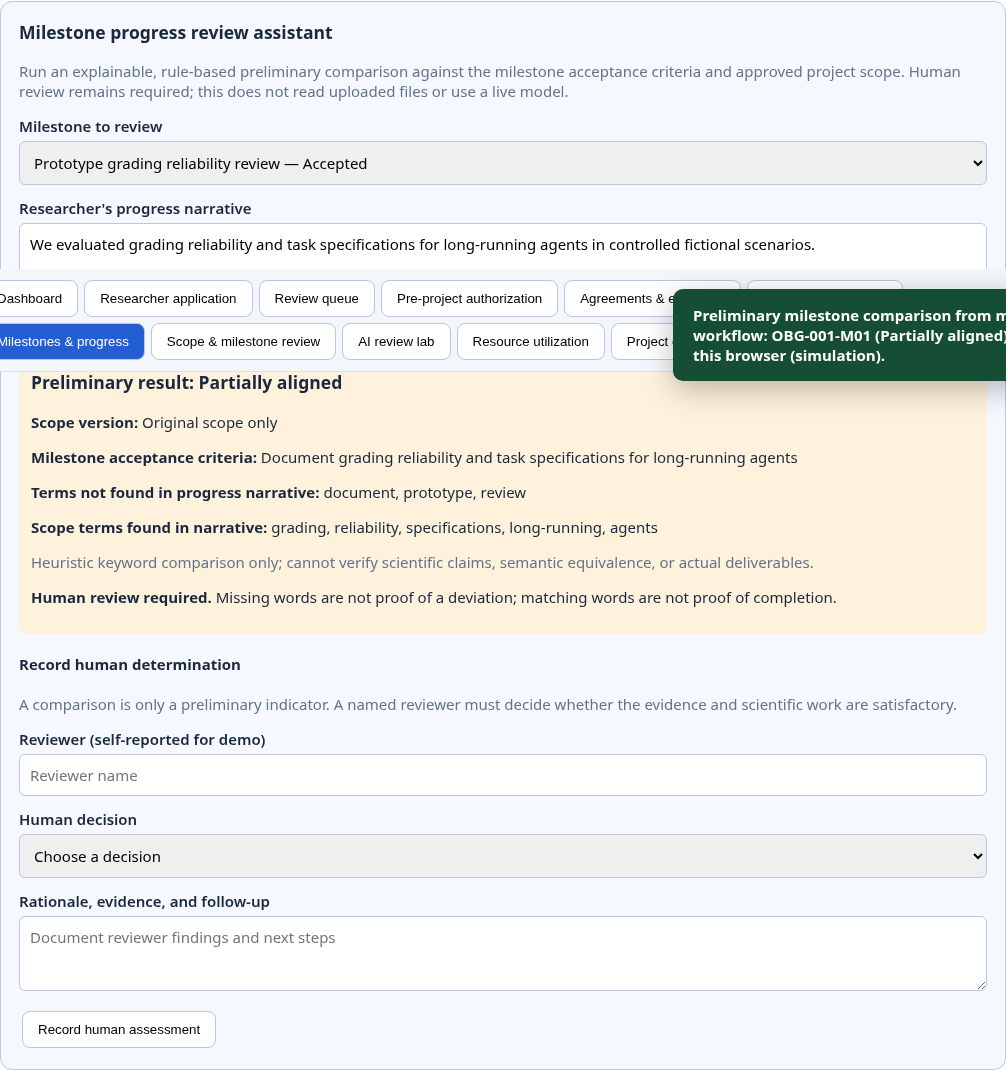 Milestone progress review assistant
Run an explainable, rule-based preliminary comparison against the milestone acceptance criteria and approved project scope. Human
review remains required; this does not read uploaded files or use a live model.
Milestone to review
Prototype grading reliability review — Accepted
Researcher's progress narrative
We evaluated grading reliability and task specifications for long-running agents in controlled fictional scenarios.
Dashboard
Researcher application
Review queue
Pre-project authorization
Agreements &
Milestones & progress
Scope & milestone review
AI review lab
Resource utilization
Project
Preliminary milestone comparison from
workflow: OBG-001-M01 (Partially aligned)
this browser (simulation).
Preliminary result: Partially aligned
Scope version: Original scope only
Milestone acceptance criteria: Document grading reliability and task specifications for long-running agents
Terms not found in progress narrative: document, prototype, review
Scope terms found in narrative: grading, reliability, specifications, long-running, agents
Heuristic keyword comparison only; cannot verify scientific claims, semantic equivalence, or actual deliverables.
Human review required. Missing words are not proof of a deviation; matching words are not proof of completion.
Record human determination
A comparison is only a preliminary indicator. A named reviewer must decide whether the evidence and scientific work are satisfactory.
Reviewer (self-reported for demo)
Reviewer name
Human decision
Choose a decision
Rationale, evidence, and follow-up
Document reviewer findings and next steps
Record human assessment